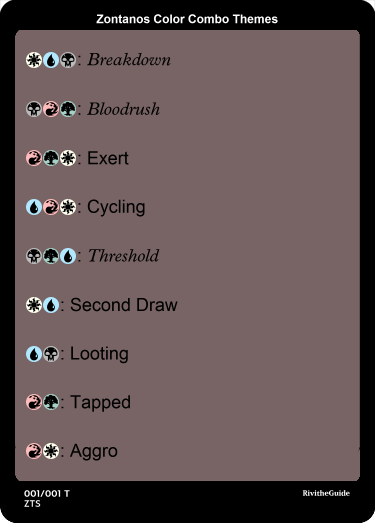 Zontanos Color Combo Themes
: Breakdown
: Bloodrush
: Exert
: Cycling
: Threshold
: Second Draw
: Looting
: Tapped
: Aggro
001/001 T
RivitheGuide
ZTS